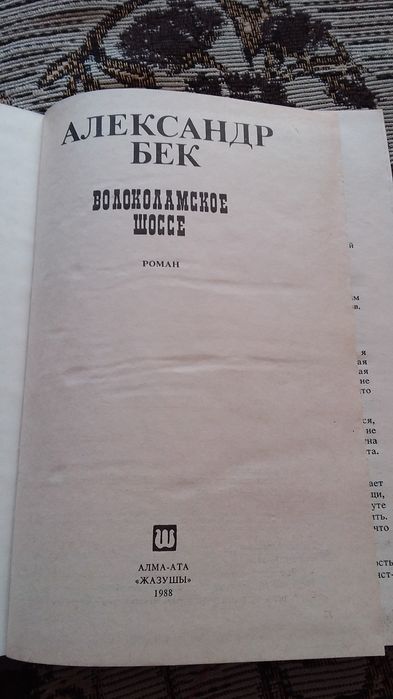 АЛЕКСАНДР
БЕК
ВОЛОКОЛАМСКОЕ
ШОССЕ
РОМАН
АЛМА-АТА
«ЖАЗУШЫ»
1988